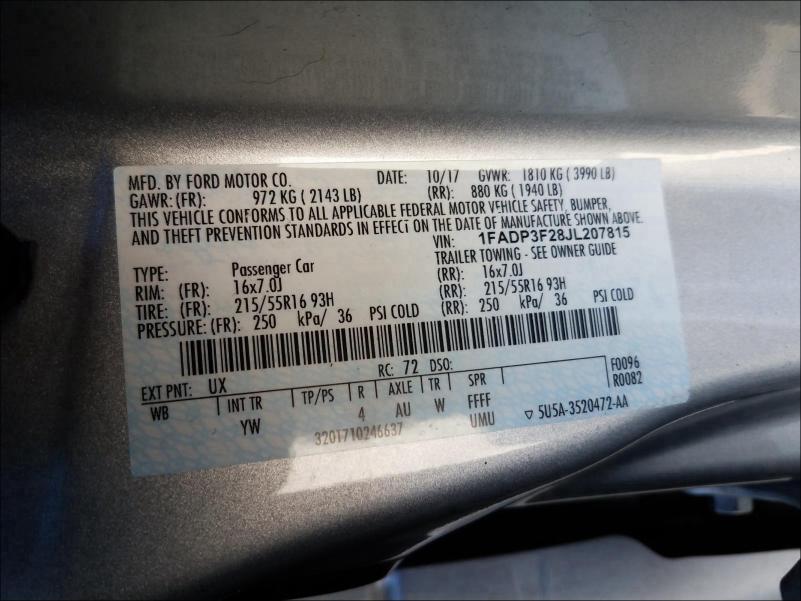 MFD. BY FORD MOTOR CO. DATE: 10/17 GVWR: 1810 KG ( 3990 LB)
GAWR: (FR): 972 KG ( 2143 LB) (RR): 880 KG ( 1940 LB)
THIS VEHICLE CONFORMS TO ALL APPLICABLE FEDERAL MOTOR VEHICLE SAFETY, BUMPER,
AND THEFT PREVENTION STANDARDS IN EFFECT ON THE DATE OF MANUFACTURE SHOWN ABOVE.
VIN: 1FADP3F28JL207815
TYPE: Passenger Car TRAILER TOWING - SEE OWNER GUIDE
RIM: (FR): 16x7.0J (RR): 16x7.0J
TIRE: (FR): 215/55R16 93H (RR): 215/55R16 93H
PRESSURE: (FR): 250 kPa/ 36 PSI COLD (RR): 250 kPa/ 36 PSI COLD
EXT PNT: UX RC: 72 DSO: F0096
WB INT TR TP/PS R AXLE TR SPR R0082
YW 4 AU W FFFF
3201710246637 UMU ▽ 5U5A-3520472-AA